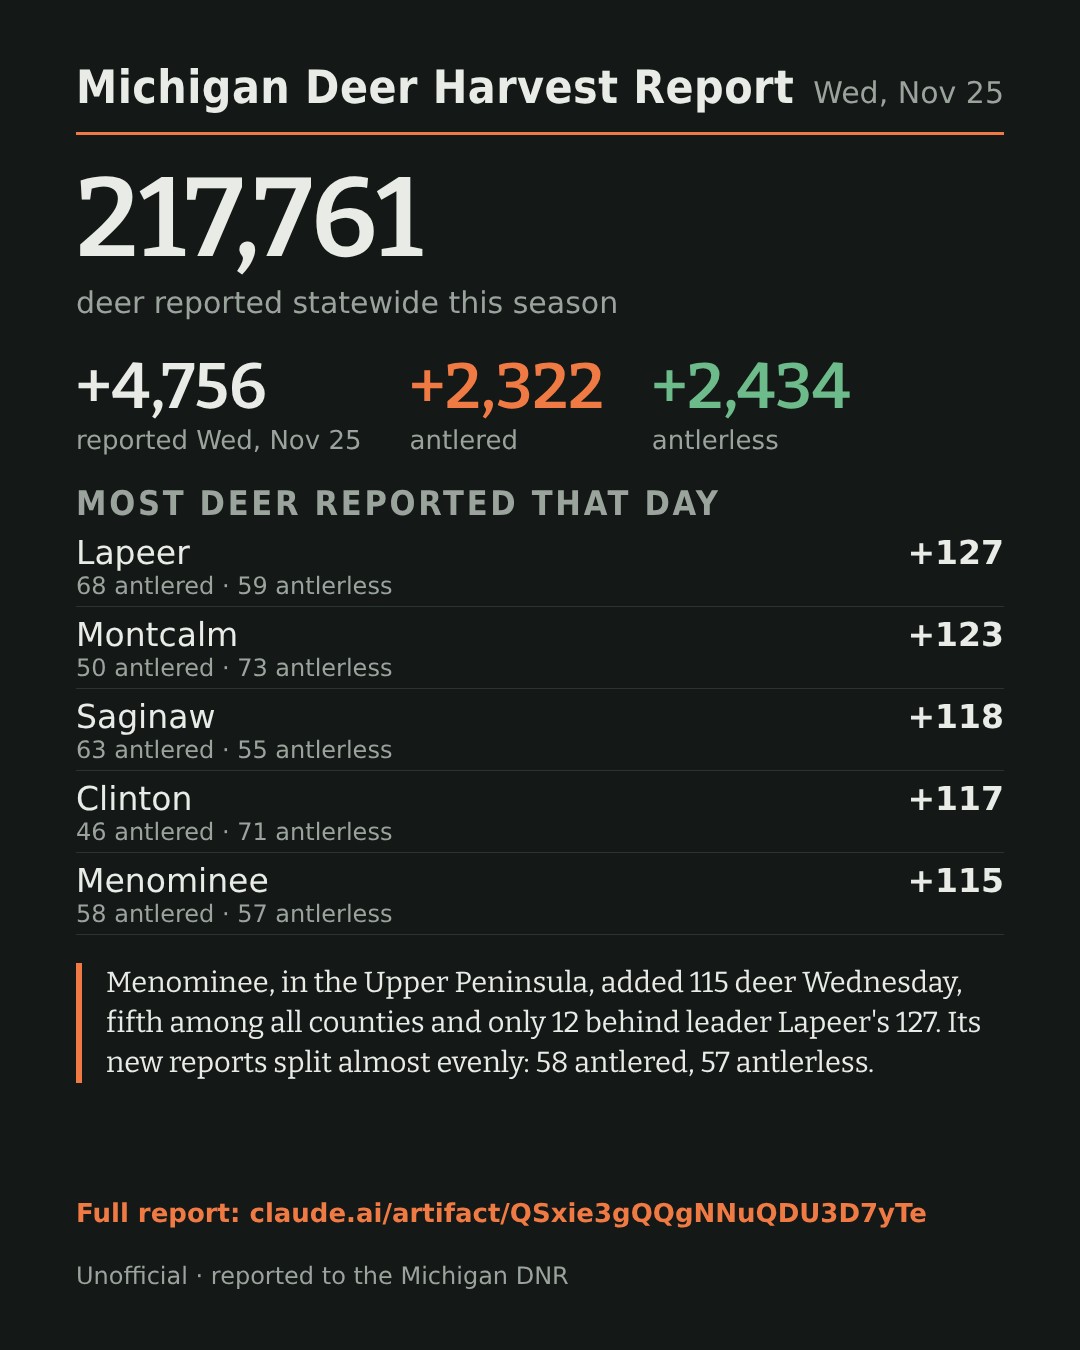 Michigan Deer Harvest Report Wed, Nov 25
217,761
deer reported statewide this season
+4,756 +2,322 +2,434
reported Wed, Nov 25 antlered antlerless
MOST DEER REPORTED THAT DAY
Lapeer +127
68 antlered · 59 antlerless
Montcalm +123
50 antlered · 73 antlerless
Saginaw +118
63 antlered · 55 antlerless
Clinton +117
46 antlered · 71 antlerless
Menominee +115
58 antlered · 57 antlerless
Menominee, in the Upper Peninsula, added 115 deer Wednesday,
fifth among all counties and only 12 behind leader Lapeer's 127. Its
new reports split almost evenly: 58 antlered, 57 antlerless.
Full report: claude.ai/artifact/QSxie3gQQgNNuQDU3D7yTe
Unofficial · reported to the Michigan DNR